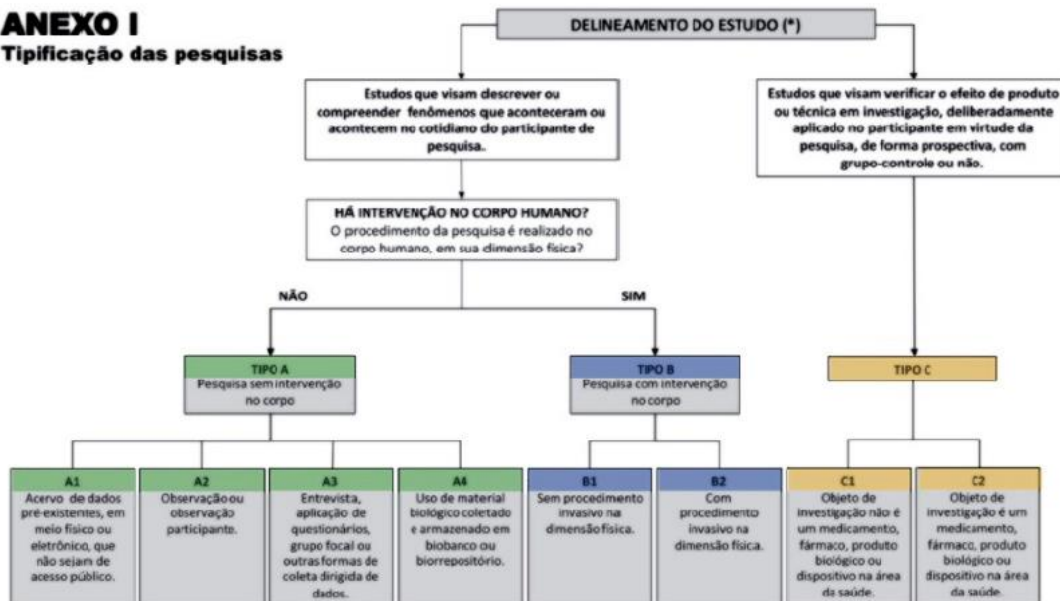 ANEXO I
Tipificação das pesquisas
DELINEAMENTO DO ESTUDO (*)
Estudos que visam descrever ou
compreender fenômenos que aconteceram ou
acontecem no cotidiano do participante de
pesquisa.
Estudos que visam verificar o efeito de produto
ou técnica em investigação, deliberadamente
aplicado no participante em virtude da
pesquisa, de forma prospectiva, com
grupo-controle ou não.
HÁ INTERVENÇÃO NO CORPO HUMANO?
O procedimento da pesquisa é realizado no
corpo humano, em sua dimensão física?
NÃO
SIM
TIPO A
Pesquisa sem intervenção
no corpo
TIPO B
Pesquisa com intervenção
no corpo
TIPO C
A1
Acervo de dados
pré-existentes, em
meio físico ou
eletrônico, que
não sejam de
acesso público.
A2
Observação ou
observação
participante.
A3
Entrevista,
aplicação de
questionários,
grupo focal ou
outras formas de
coleta dirigida de
dados.
A4
Uso de material
biológico coletado
e armazenado em
biobanco ou
biorrepositório.
B1
Sem procedimento
invasivo na
dimensão física.
B2
Com
procedimento
invasivo na
dimensão física.
C1
Objeto de
investigação não é
um medicamento,
fármaco, produto
biológico ou
dispositivo na área
da saúde.
C2
Objeto de
investigação é um
medicamento,
fármaco, produto
biológico ou
dispositivo na área
da saúde.